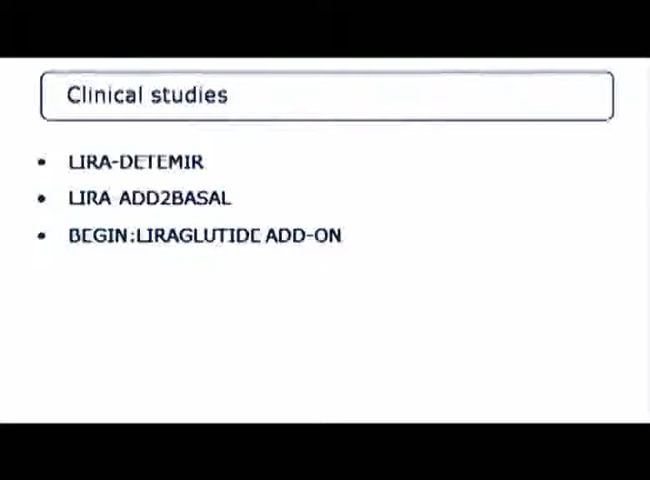 Clinical studies
• LIRA-DETEMIR
• LIRA ADD2BASAL
• BEGIN:LIRAGLUTIDE ADD-ON